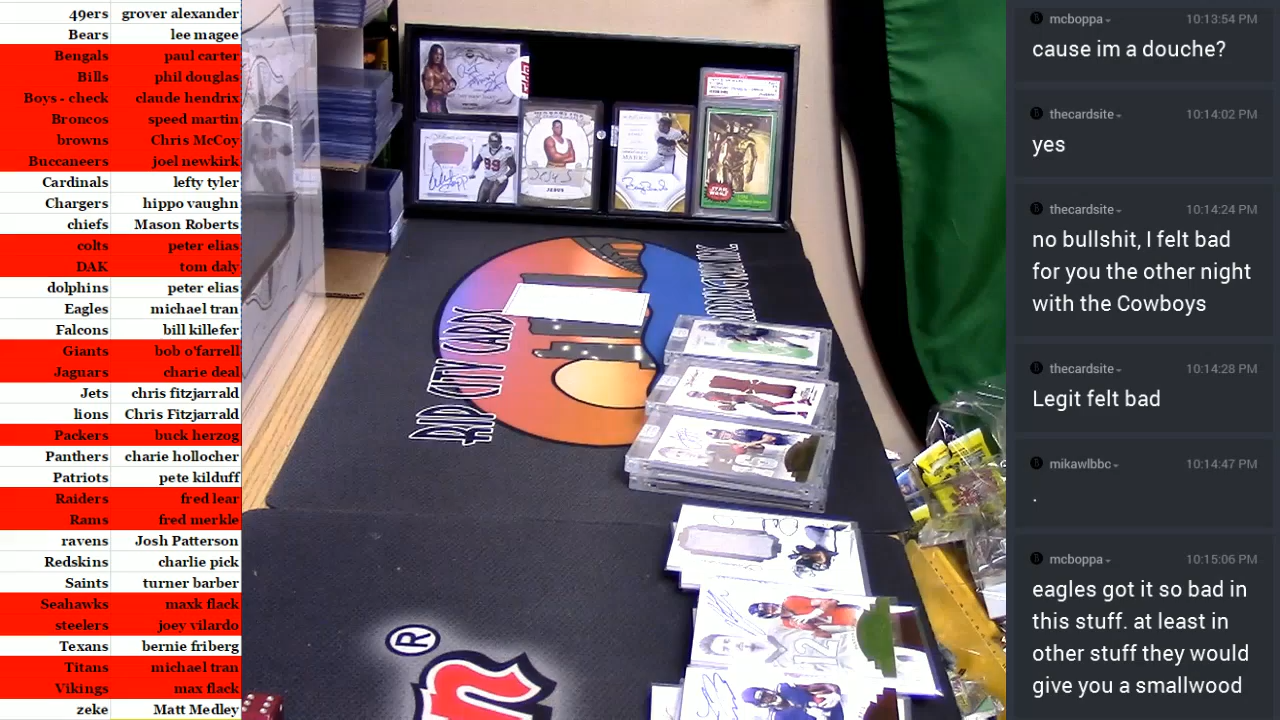 49ers grover alexander
Bears lee magee
Bengals paul carter
Bills phil douglas
Boys - check claude hendrix
Broncos speed martin
browns Chris McCoy
Buccaneers joel newkirk
Cardinals lefty tyler
Chargers hippo vaughn
chiefs Mason Roberts
colts peter elias
DAK tom daly
dolphins peter elias
Eagles michael tran
Falcons bill killefer
Giants bob o'farrell
Jaguars charie deal
Jets chris fitzjarrald
lions Chris Fitzjarrald
Packers buck herzog
Panthers charie hollocher
Patriots pete kilduff
Raiders fred lear
Rams fred merkle
ravens Josh Patterson
Redskins charlie pick
Saints turner barber
Seahawks maxk flack
steelers joey vilardo
Texans bernie friberg
Titans michael tran
Vikings max flack
zeke Matt Medley
STAR WARS
99
RIP CITY CARDS
12
®
mcboppa 10:13:54 PM
cause im a douche?
thecardsite 10:14:02 PM
yes
thecardsite 10:14:24 PM
no bullshit, I felt bad
for you the other night
with the Cowboys
thecardsite 10:14:28 PM
Legit felt bad
mikawlbbc 10:14:47 PM
.
mcboppa 10:15:06 PM
eagles got it so bad in
this stuff. at least in
other stuff they would
give you a smallwood